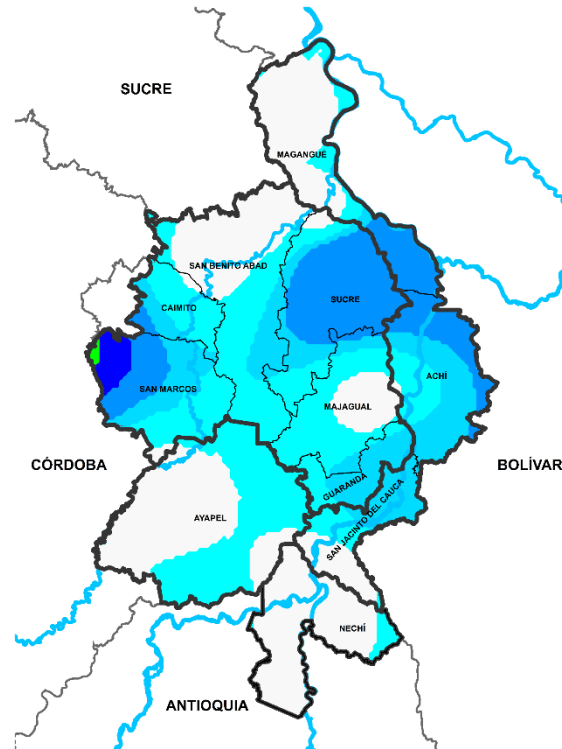 SUCRE
MAGANGUÉ
SAN BENITO ABAD
CAIMITO
SUCRE
ACHÍ
SAN MARCOS
MAJAGUAL
CÓRDOBA
BOLÍVAR
GUARANDA
SAN JACINTO DEL CAUCA
AYAPEL
NECHÍ
ANTIOQUIA